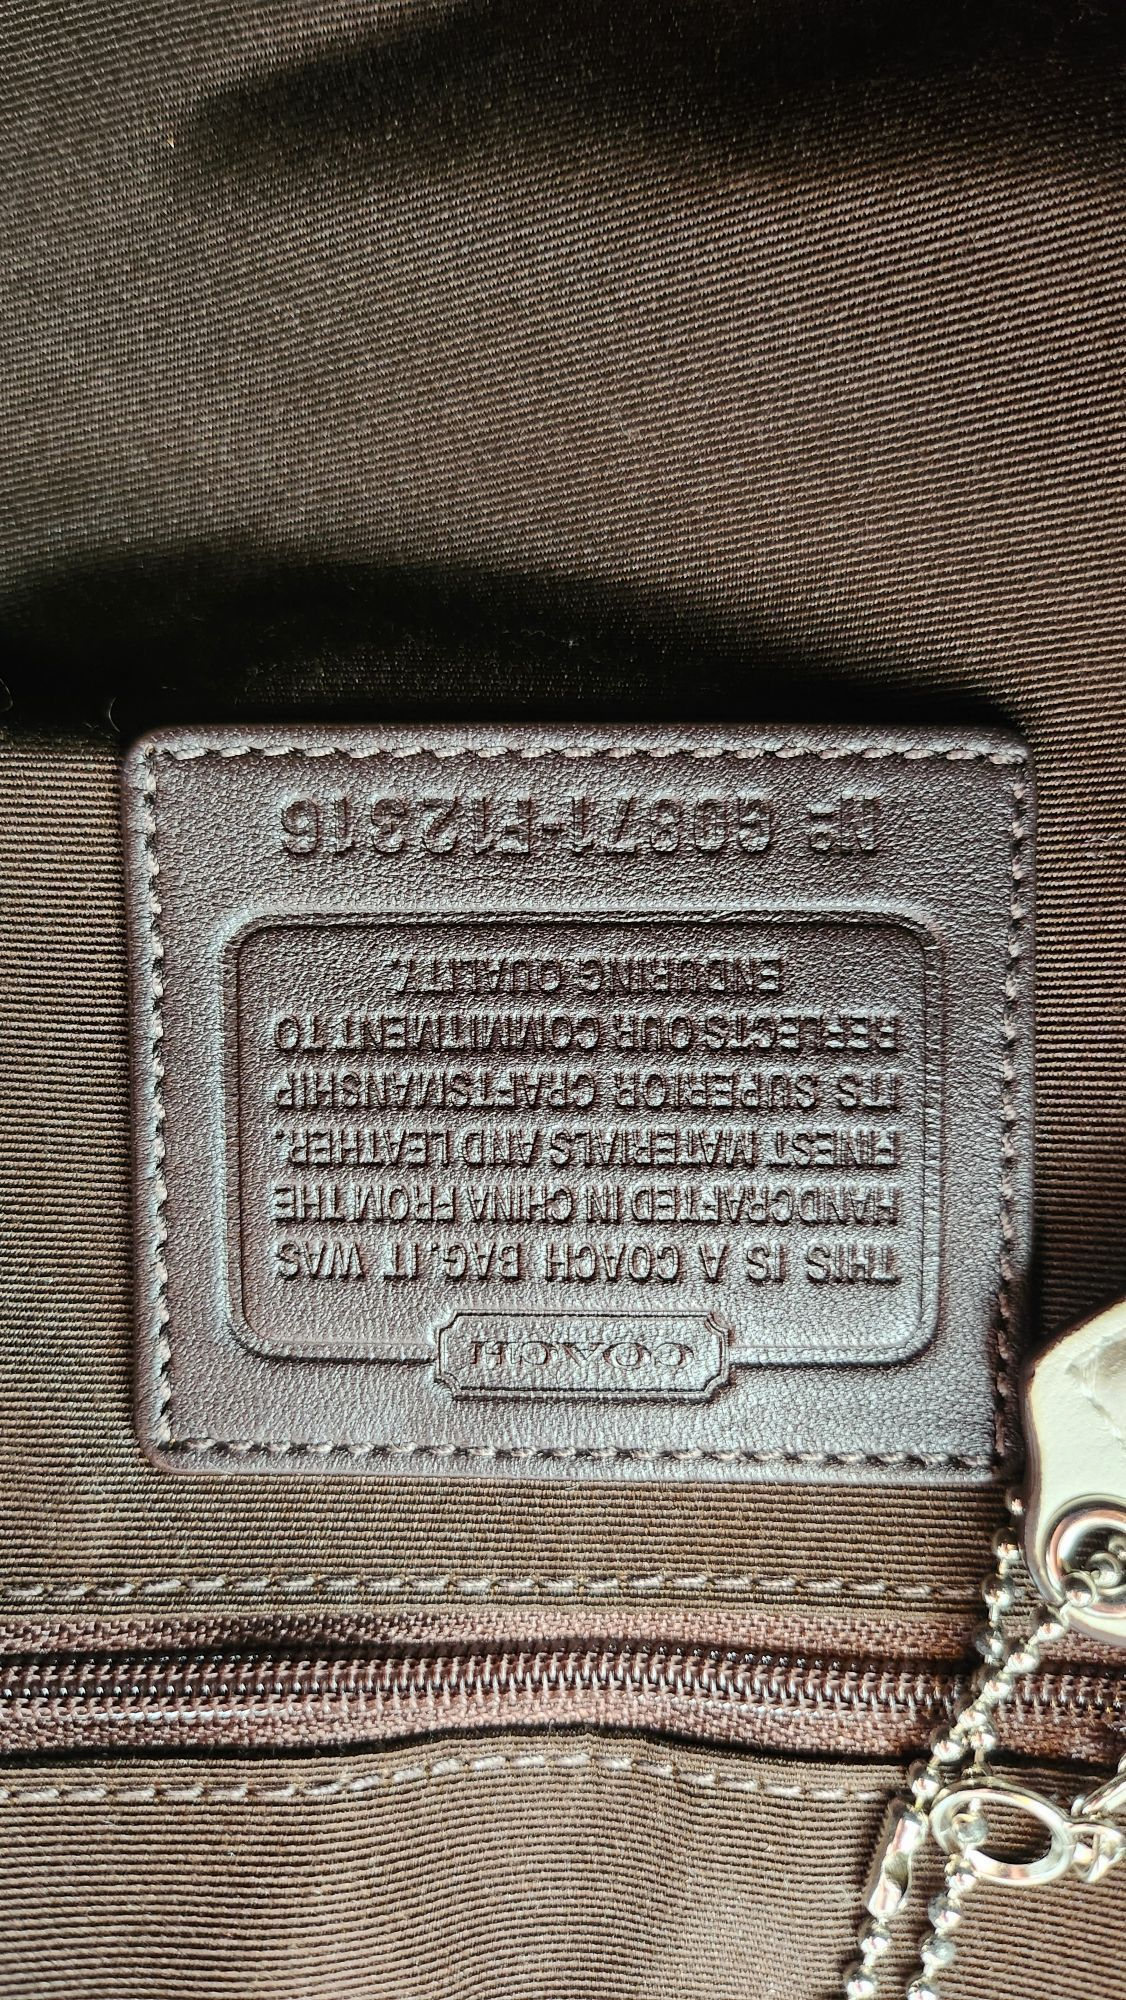 COACH
THIS IS A COACH BAG. IT WAS
HANDCRAFTED IN CHINA FROM THE
FINEST MATERIALS AND LEATHER.
ITS SUPERIOR CRAFTSMANSHIP
REFLECTS OUR COMMITMENT TO
ENDURING QUALITY.
Nº G0871-F12316